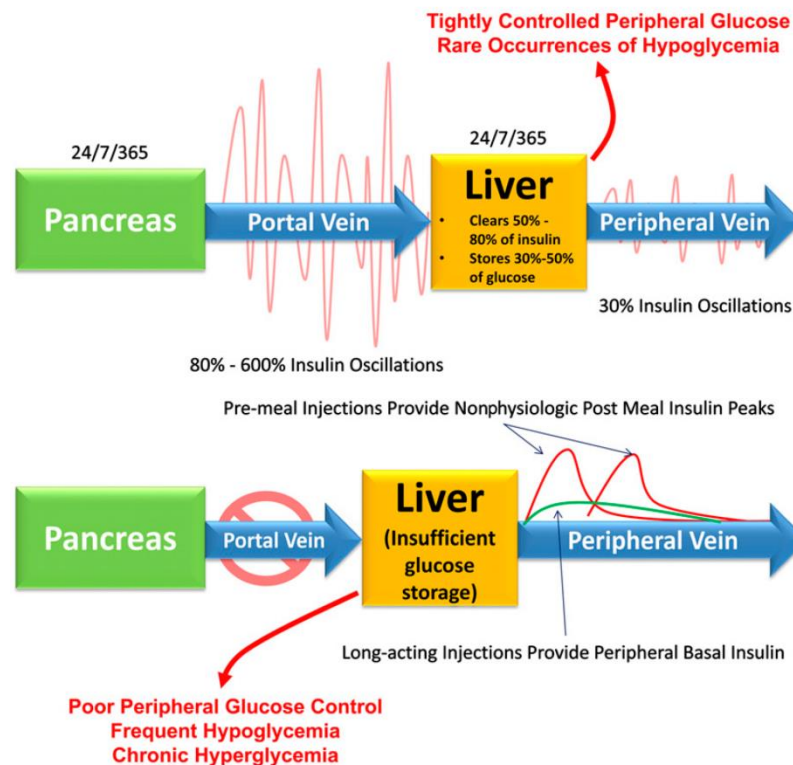 Tightly Controlled Peripheral Glucose
Rare Occurrences of Hypoglycemia
24/7/365
24/7/365
Pancreas
Portal Vein
Liver
• Clears 50% -
80% of insulin
• Stores 30%-50%
of glucose
Peripheral Vein
30% Insulin Oscillations
80% - 600% Insulin Oscillations
Pre-meal Injections Provide Nonphysiologic Post Meal Insulin Peaks
Pancreas
Portal Vein
Liver
(Insufficient
glucose
storage)
Peripheral Vein
Long-acting Injections Provide Peripheral Basal Insulin
Poor Peripheral Glucose Control
Frequent Hypoglycemia
Chronic Hyperglycemia